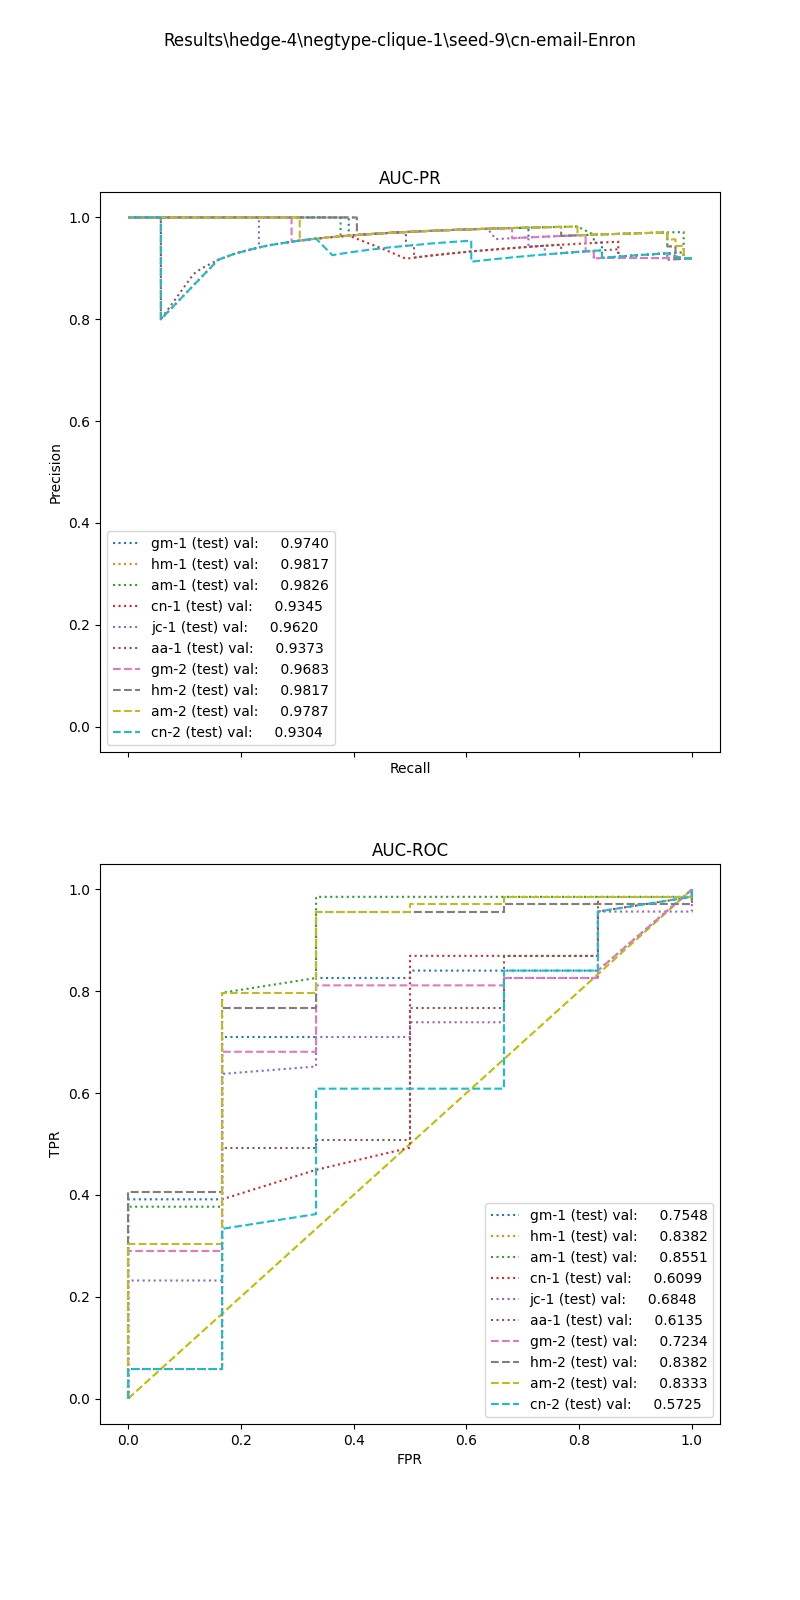 Results\hedge-4\negtype-clique-1\seed-9\cn-email-Enron
AUC-PR
1.0
0.8
0.6
0.4
0.2
0.0
Precision
gm-1 (test) val: 0.9740
hm-1 (test) val: 0.9817
am-1 (test) val: 0.9826
cn-1 (test) val: 0.9345
jc-1 (test) val: 0.9620
aa-1 (test) val: 0.9373
gm-2 (test) val: 0.9683
hm-2 (test) val: 0.9817
am-2 (test) val: 0.9787
cn-2 (test) val: 0.9304
Recall
AUC-ROC
1.0
0.8
0.6
0.4
0.2
0.0
TPR
gm-1 (test) val: 0.7548
hm-1 (test) val: 0.8382
am-1 (test) val: 0.8551
cn-1 (test) val: 0.6099
jc-1 (test) val: 0.6848
aa-1 (test) val: 0.6135
gm-2 (test) val: 0.7234
hm-2 (test) val: 0.8382
am-2 (test) val: 0.8333
cn-2 (test) val: 0.5725
0.0 0.2 0.4 0.6 0.8 1.0
FPR